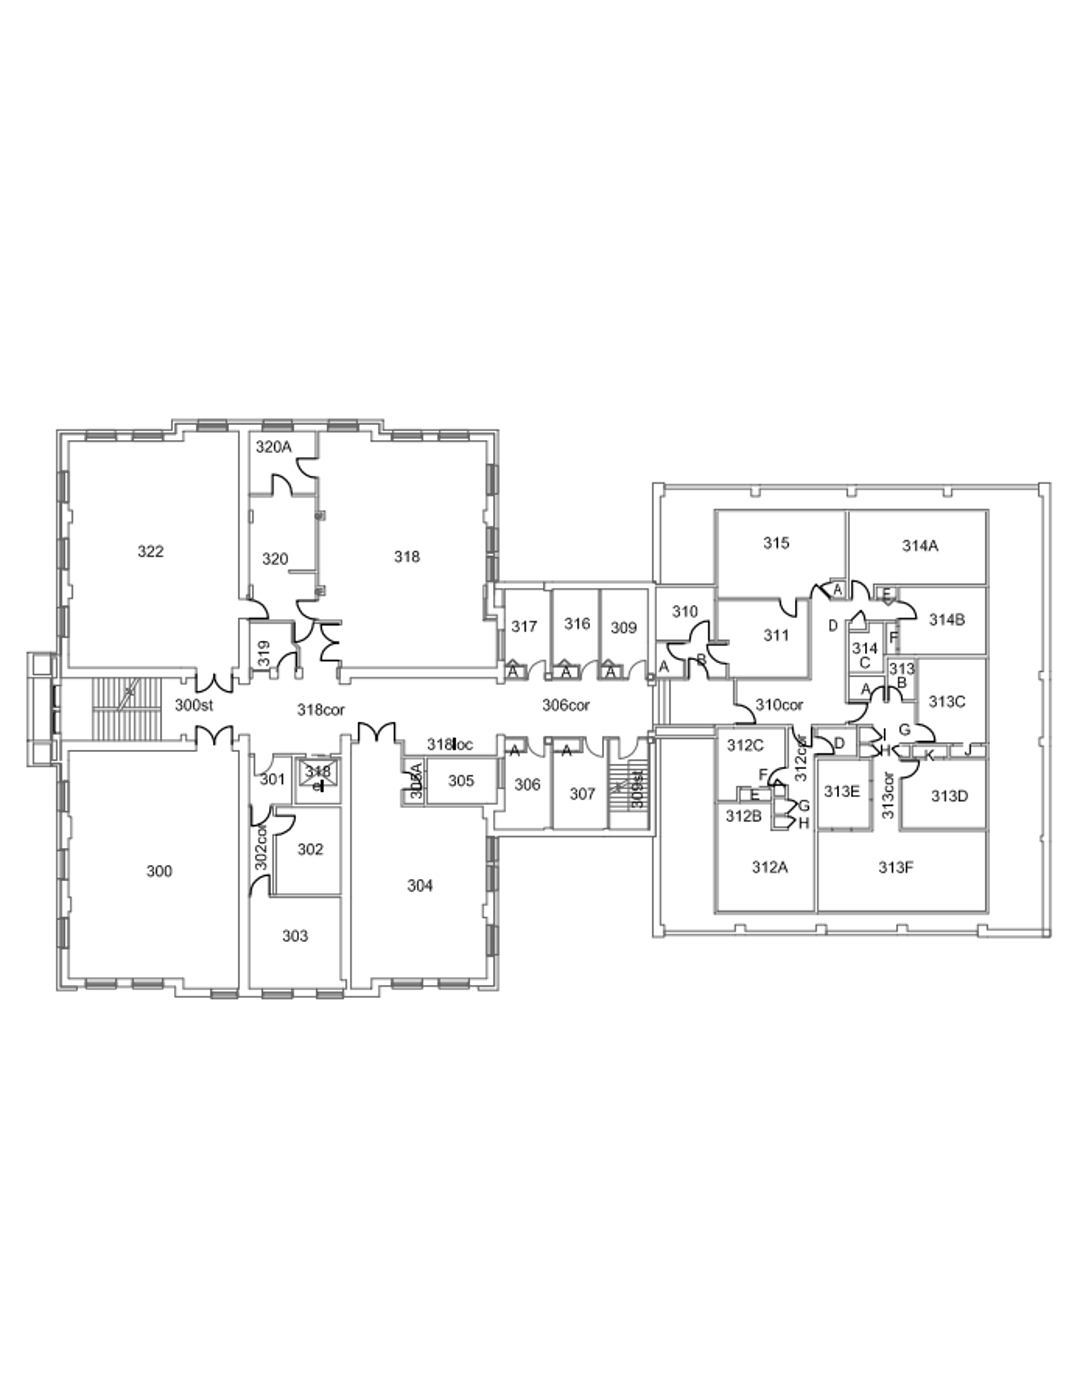 320A
322
320
318
315
314A
A
E
310
314B
317
316
309
D
311
F
319
314
C
A
B
313
B
A
A
A
A
313C
300st
318cor
306cor
310cor
G
I
318loc
312C
D
H
K
J
A
A
301
318
el
305A
305
306
307
309st
312cor
F
E
G
H
313E
313cor
313D
312B
302cor
302
300
304
312A
313F
303